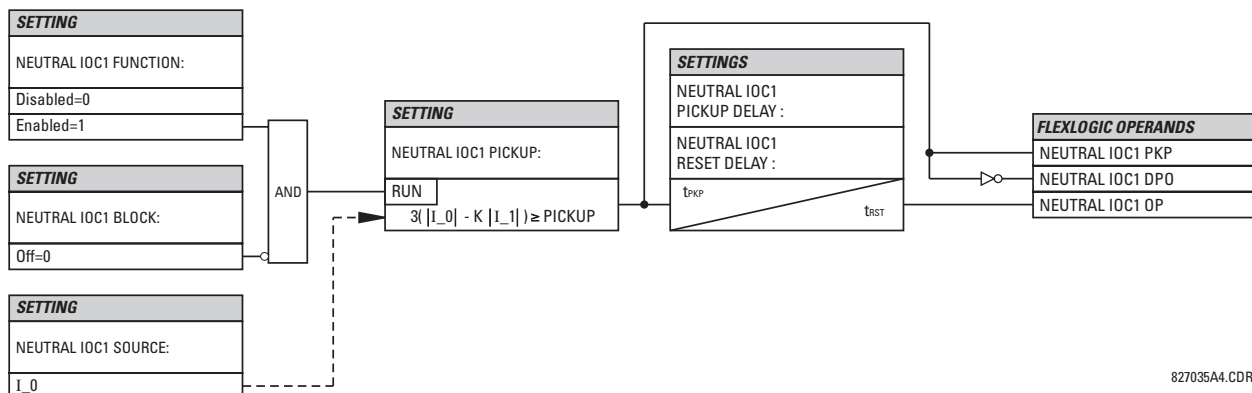 SETTING
NEUTRAL IOC1 FUNCTION:
Disabled=0
Enabled=1
SETTING
NEUTRAL IOC1 BLOCK:
Off=0
SETTING
NEUTRAL IOC1 SOURCE:
I_0
AND
SETTING
NEUTRAL IOC1 PICKUP:
RUN
3( |I_0| - K |I_1| ) ≥ PICKUP
SETTINGS
NEUTRAL IOC1
PICKUP DELAY :
NEUTRAL IOC1
RESET DELAY :
tPKP
tRST
FLEXLOGIC OPERANDS
NEUTRAL IOC1 PKP
NEUTRAL IOC1 DPO
NEUTRAL IOC1 OP
827035A4.CDR